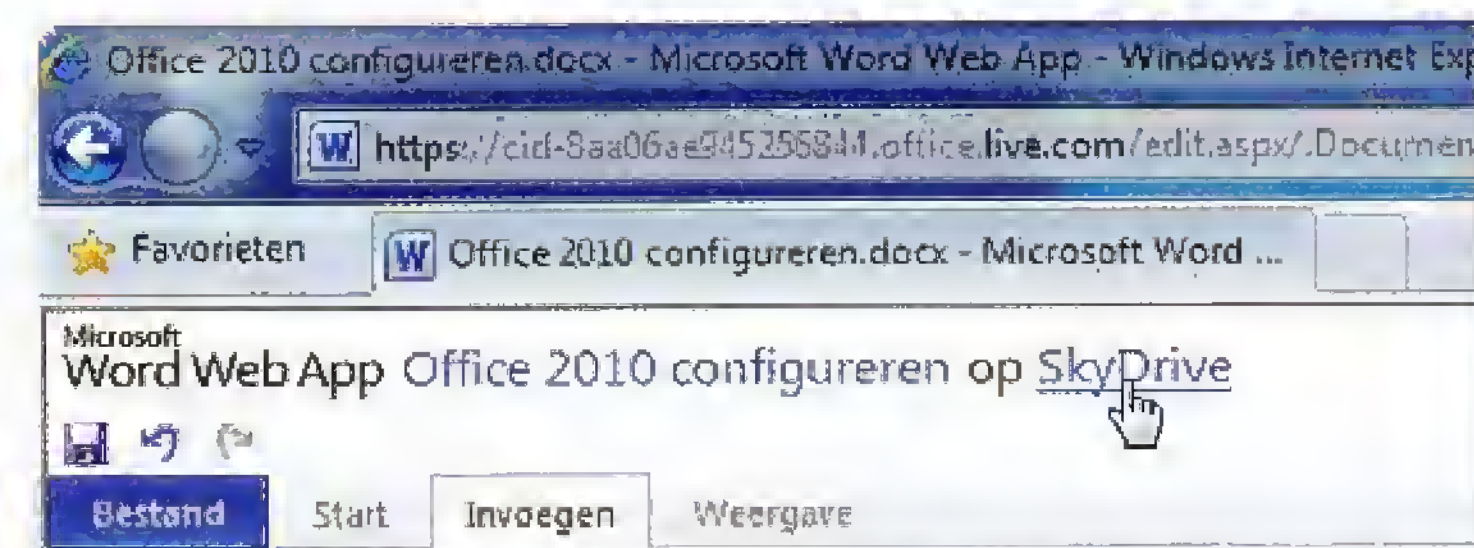 Office 2010 configureren.docx - Microsoft Word Web App - Windows Internet Exp
W https://cid-8aa06ae945256844.office.live.com/edit.aspx/.Documen
Favorieten W Office 2010 configureren.docx - Microsoft Word ...
Microsoft
Word Web App Office 2010 configureren op SkyDrive
Bestand Start Invoegen Weergave